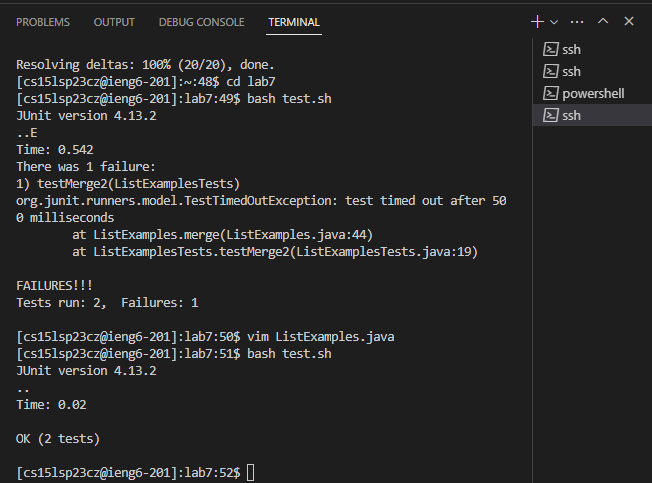 PROBLEMS OUTPUT DEBUG CONSOLE TERMINAL
Resolving deltas: 100% (20/20), done.
[cs15lsp23cz@ieng6-201]:~:48$ cd lab7
[cs15lsp23cz@ieng6-201]:lab7:49$ bash test.sh
JUnit version 4.13.2
..E
Time: 0.542
There was 1 failure:
1) testMerge2(ListExamplesTests)
org.junit.runners.model.TestTimedOutException: test timed out after 50
0 milliseconds
        at ListExamples.merge(ListExamples.java:44)
        at ListExamplesTests.testMerge2(ListExamplesTests.java:19)
FAILURES!!!
Tests run: 2,  Failures: 1
[cs15lsp23cz@ieng6-201]:lab7:50$ vim ListExamples.java
[cs15lsp23cz@ieng6-201]:lab7:51$ bash test.sh
JUnit version 4.13.2
..
Time: 0.02
OK (2 tests)
[cs15lsp23cz@ieng6-201]:lab7:52$
ssh
ssh
powershell
ssh